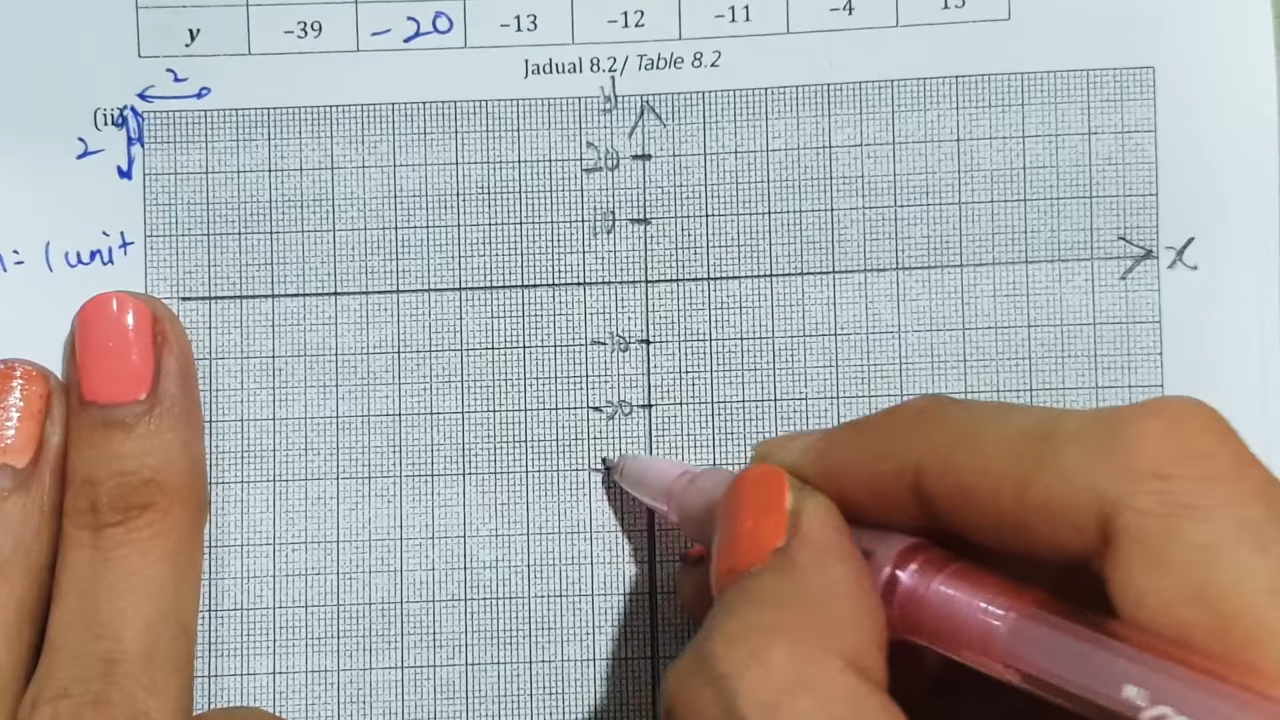 y -39 -20 -13 -12 -11 -4
Jadual 8.2/ Table 8.2
2
y
(ii)
2
20
10
= 1 unit
x
-10
-20